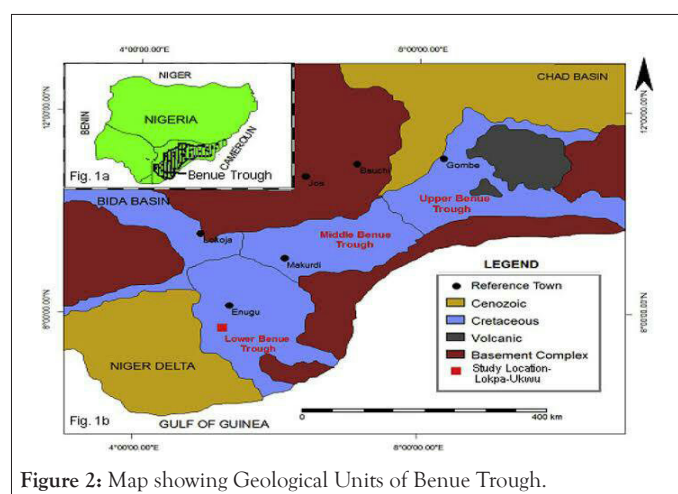 4°00'00.00"E
8°00'00.00"E
NIGER
CHAD BASIN
BENIN
NIGERIA
CAMEROUN
Fig. 1a
Benue Trough
12°00'00.00"N
12°00'00.00"N
Bauchi
Gombe
Jos
BIDA BASIN
Upper Benue
Trough
Lokoja
Middle Benue
Trough
Makurdi
LEGEND
Reference Town
Cenozoic
Cretaceous
Volcanic
Basement Complex
Study Location-
Lokpa-Ukwu
8°00'00.00"N
8°00'00.00"N
Enugu
Lower Benue
Trough
NIGER DELTA
Fig. 1b
GULF OF GUINEA
0
400 km
4°00'00.00"E
8°00'00.00"E
Figure 2: Map showing Geological Units of Benue Trough.